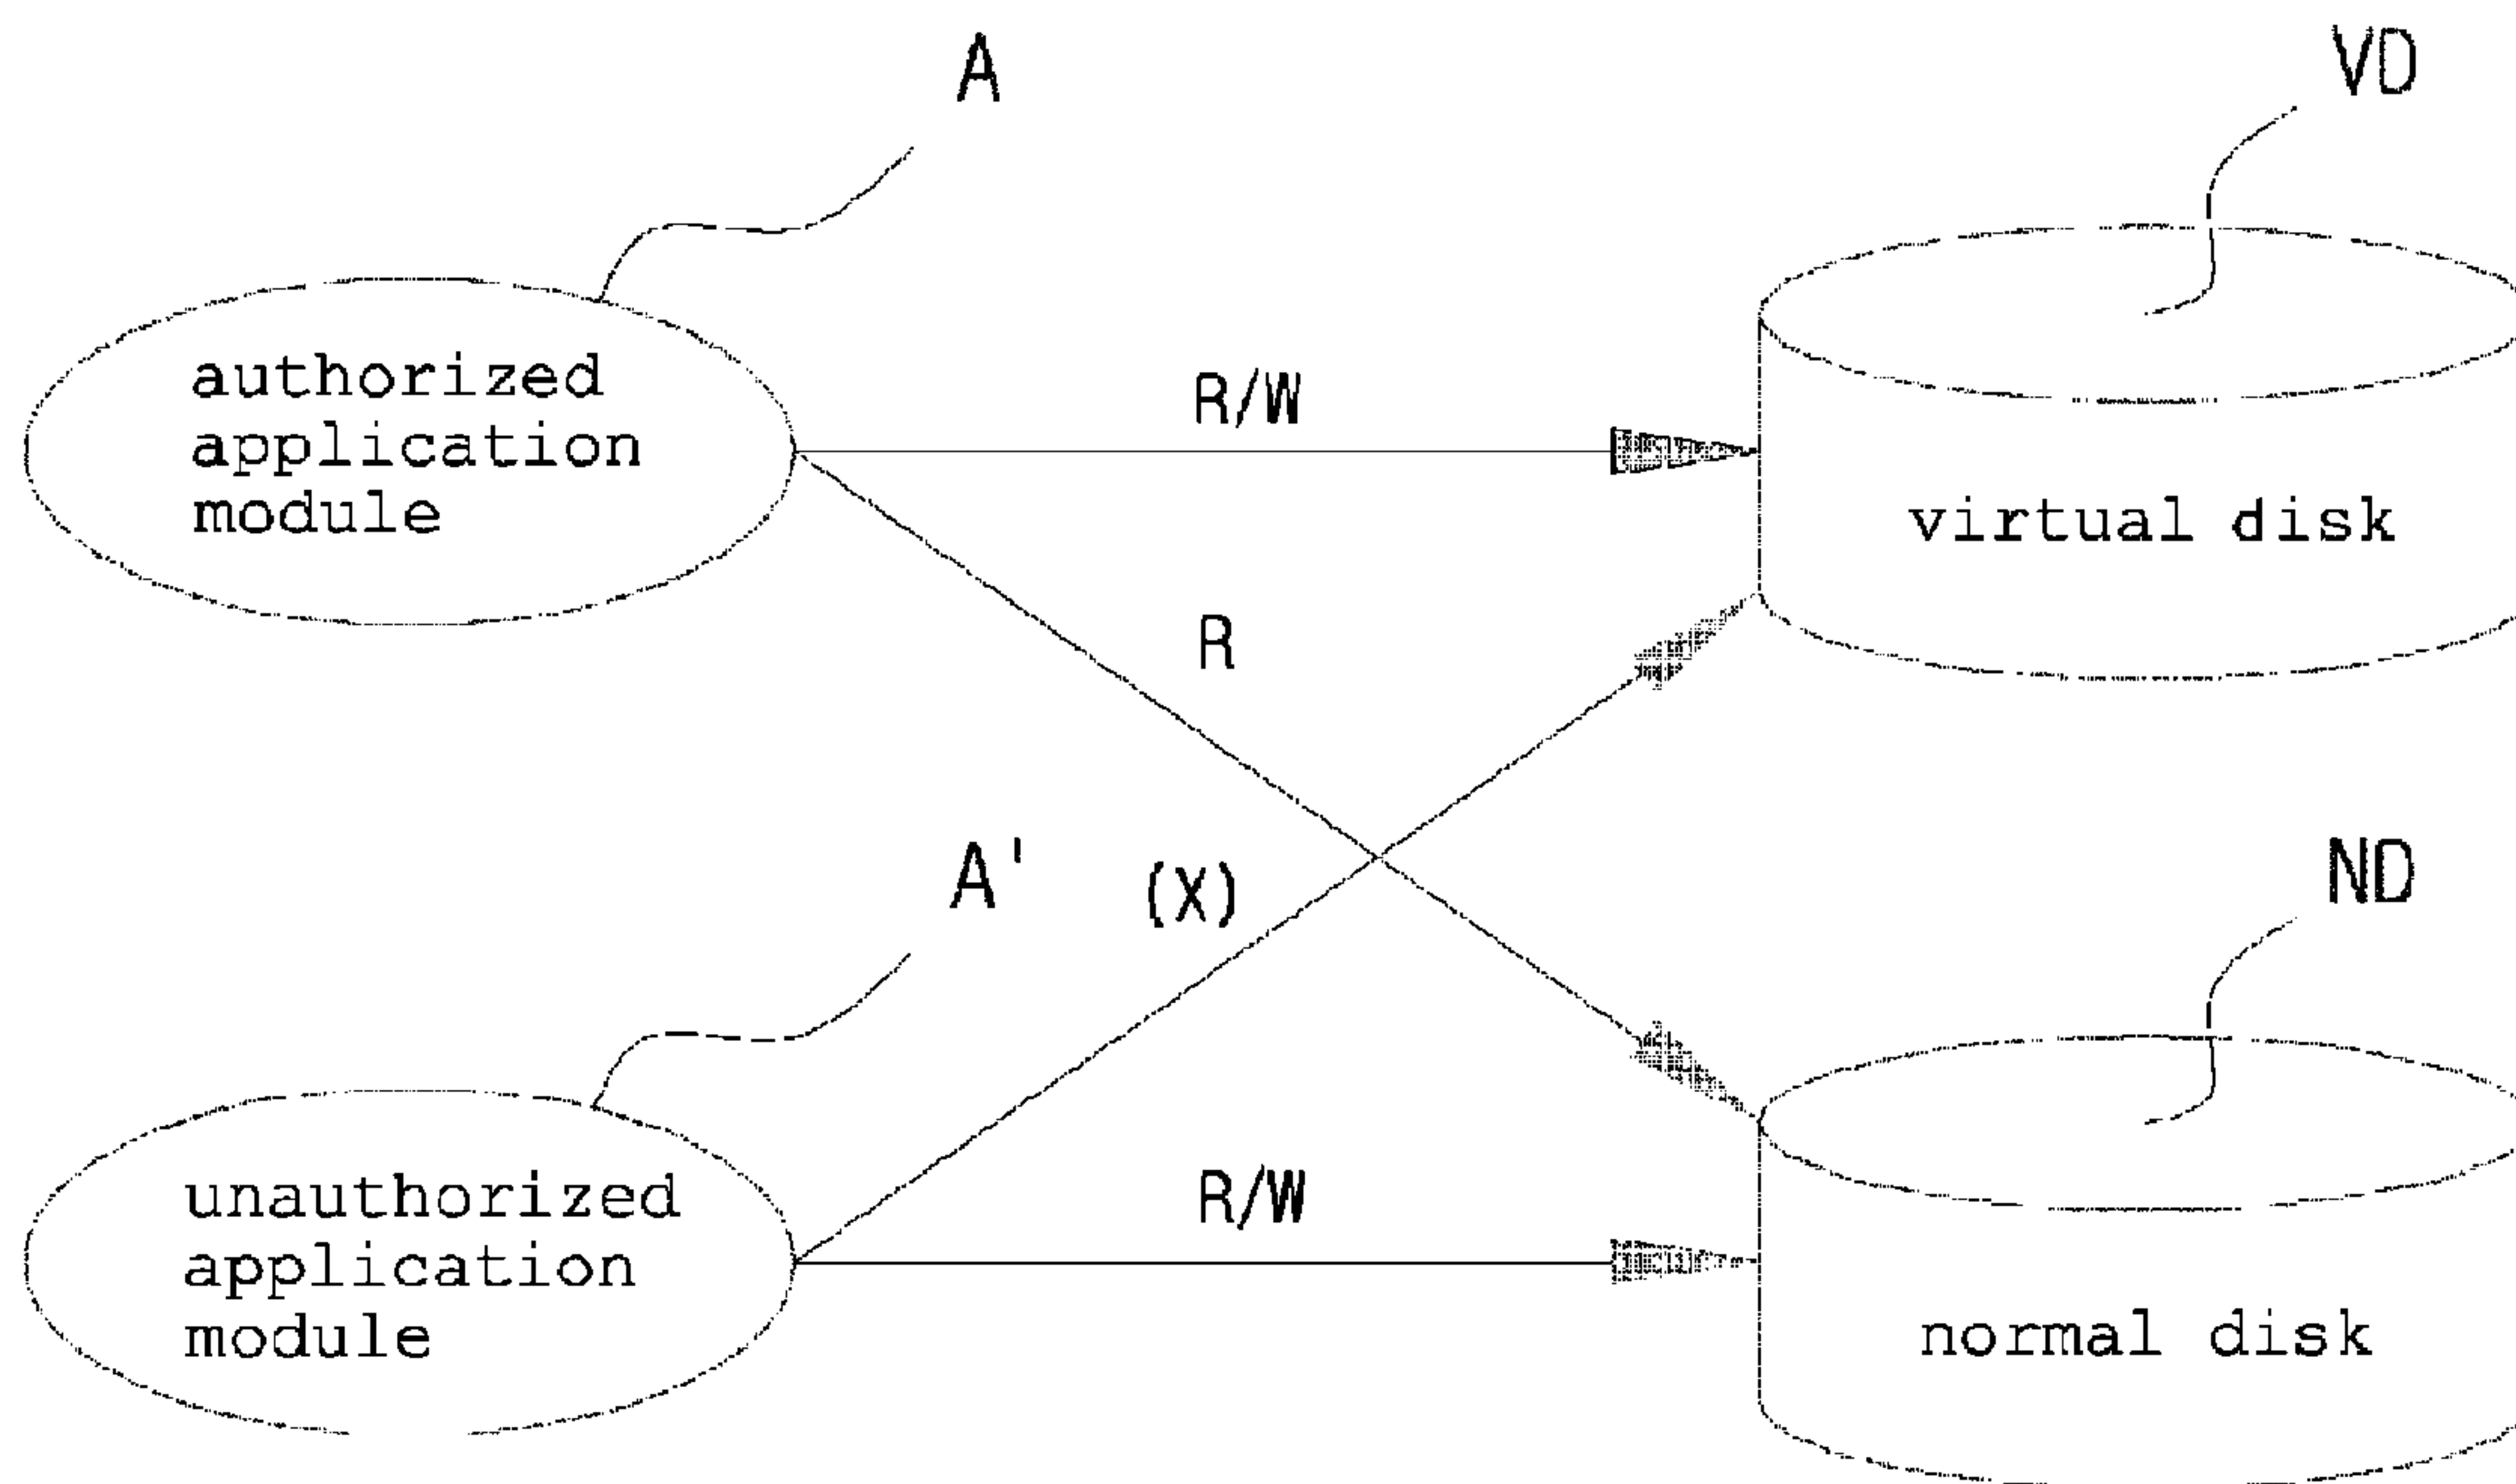 A
VD
authorized
application
module
R/W
virtual disk
R
A'
(X)
ND
unauthorized
application
module
R/W
normal disk